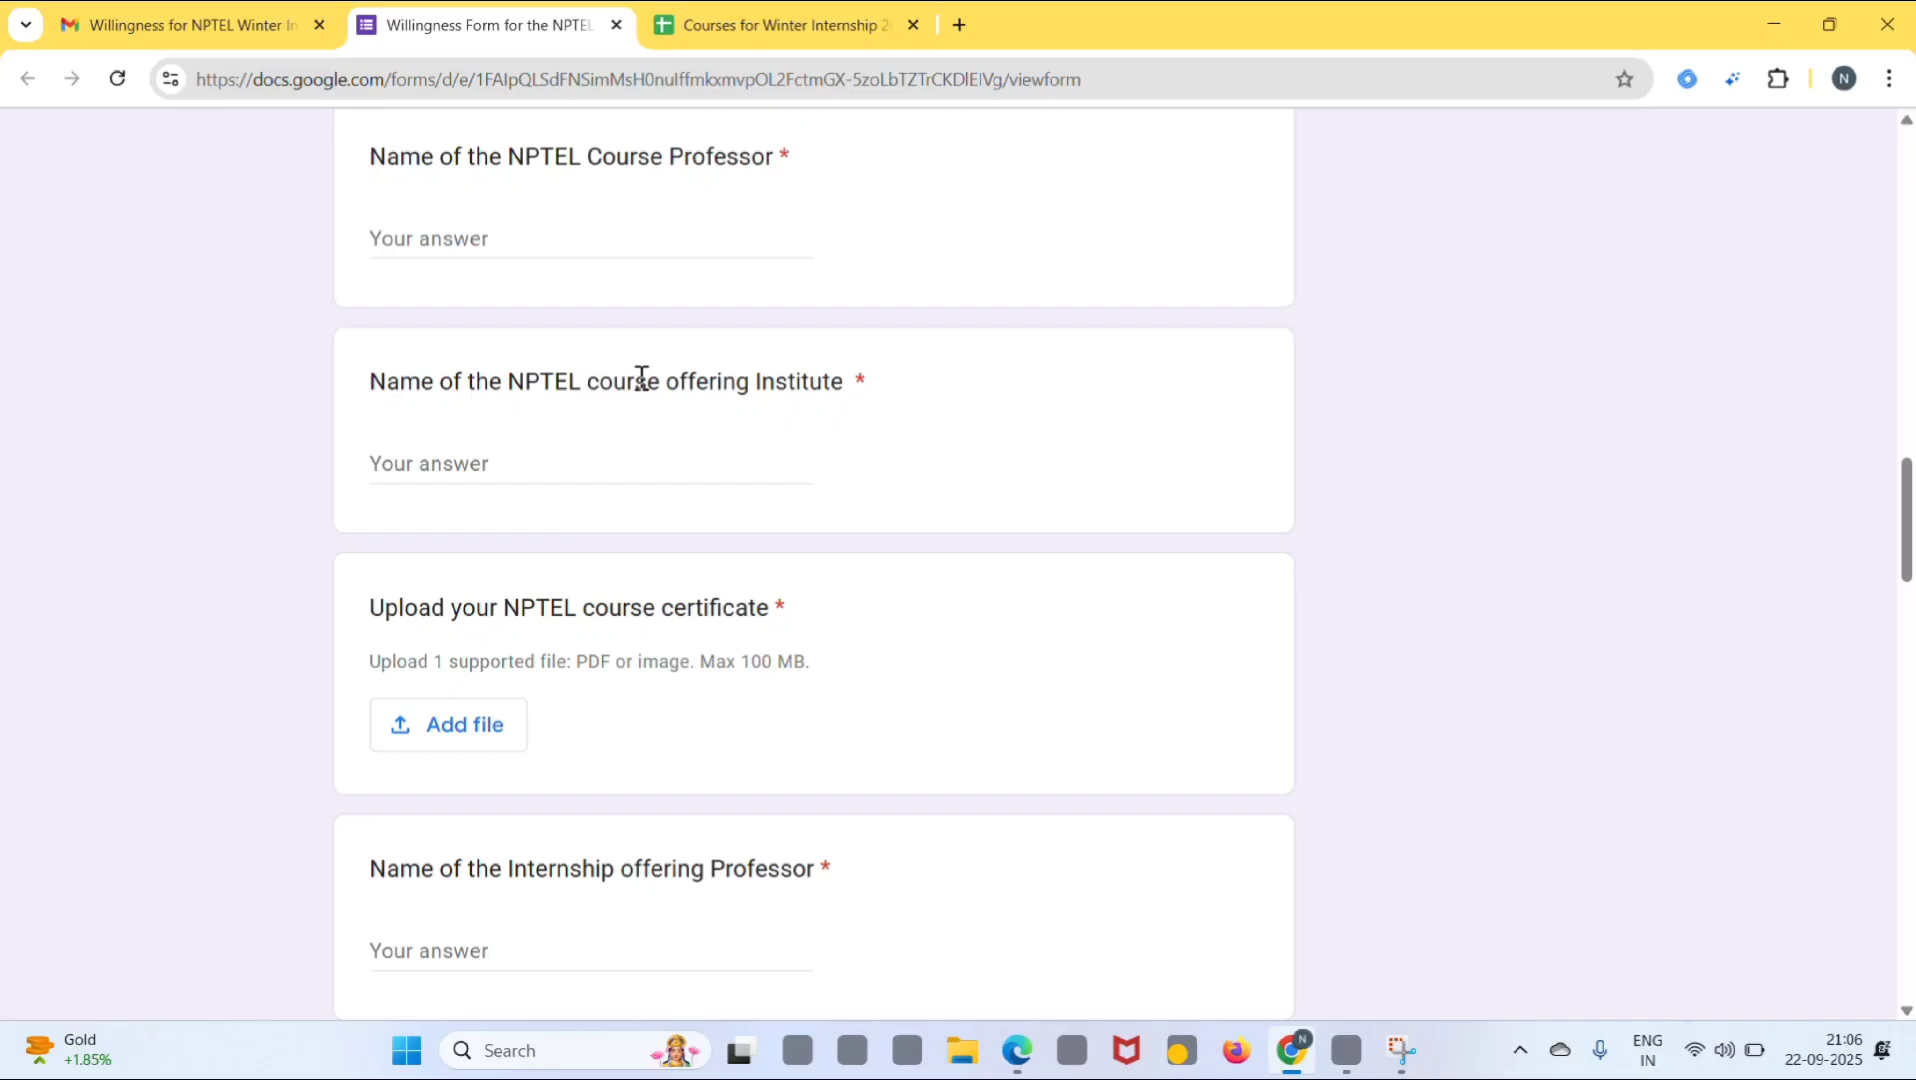 Willingness for NPTEL Winter In
Willingness Form for the NPTEL
Courses for Winter Internship 2
https://docs.google.com/forms/d/e/1FAIpQLSdFNSimMsH0nuIffmkxmvpOL2FctmGX-5zoLbTZTrCKDlEIVg/viewform
N
Name of the NPTEL Course Professor *
Your answer
Name of the NPTEL course offering Institute *
Your answer
Upload your NPTEL course certificate *
Upload 1 supported file: PDF or image. Max 100 MB.
Add file
Name of the Internship offering Professor *
Your answer
Gold
+1.85%
Search
N
ENG
IN
21:06
22-09-2025